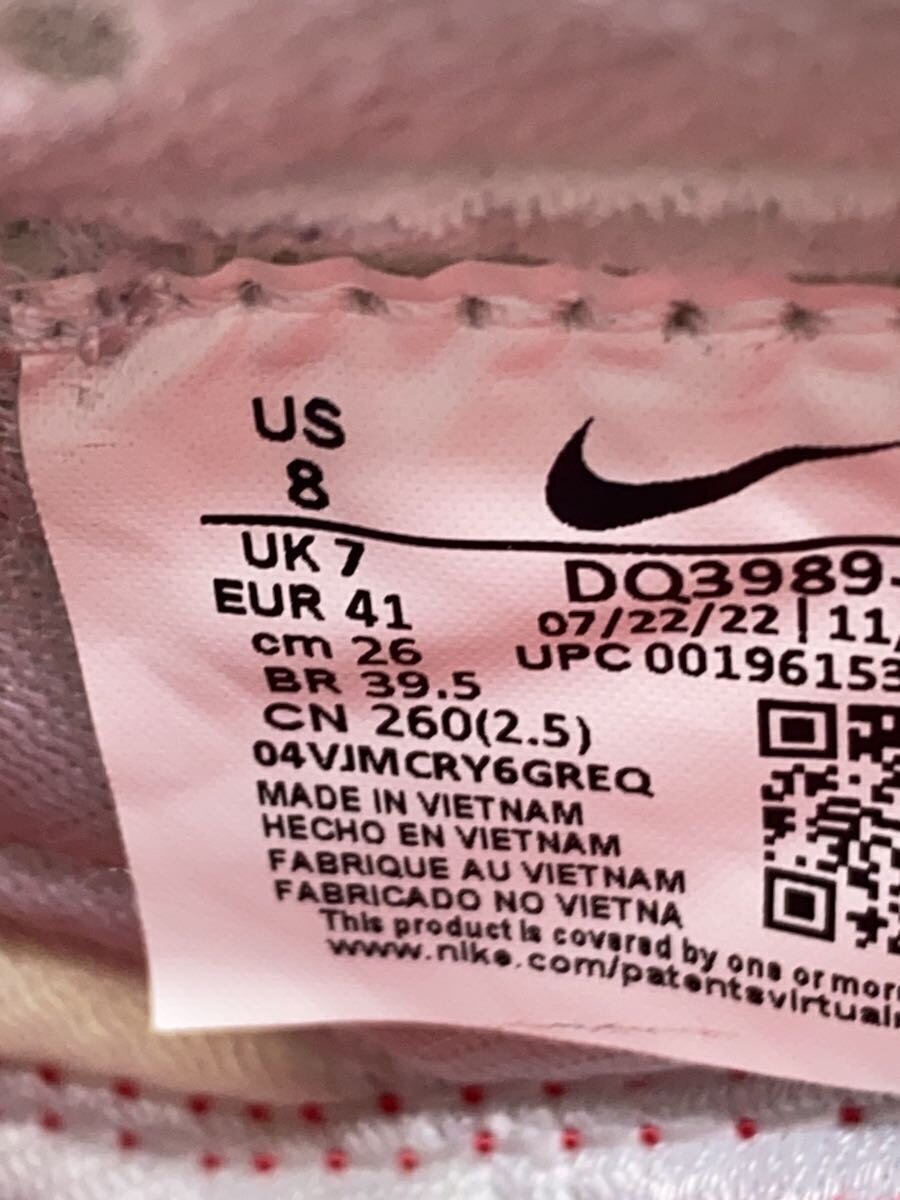 US
8
UK 7
EUR 41
cm 26
BR 39.5
CN 260(2.5)
04VJMCRY6GREQ
MADE IN VIETNAM
HECHO EN VIETNAM
FABRIQUE AU VIETNAM
FABRICADO NO VIETNA
This product is covered by one or more
www.nike.com/patentsvirtual
DQ3989-
07/22/22 | 11/
UPC 00196153